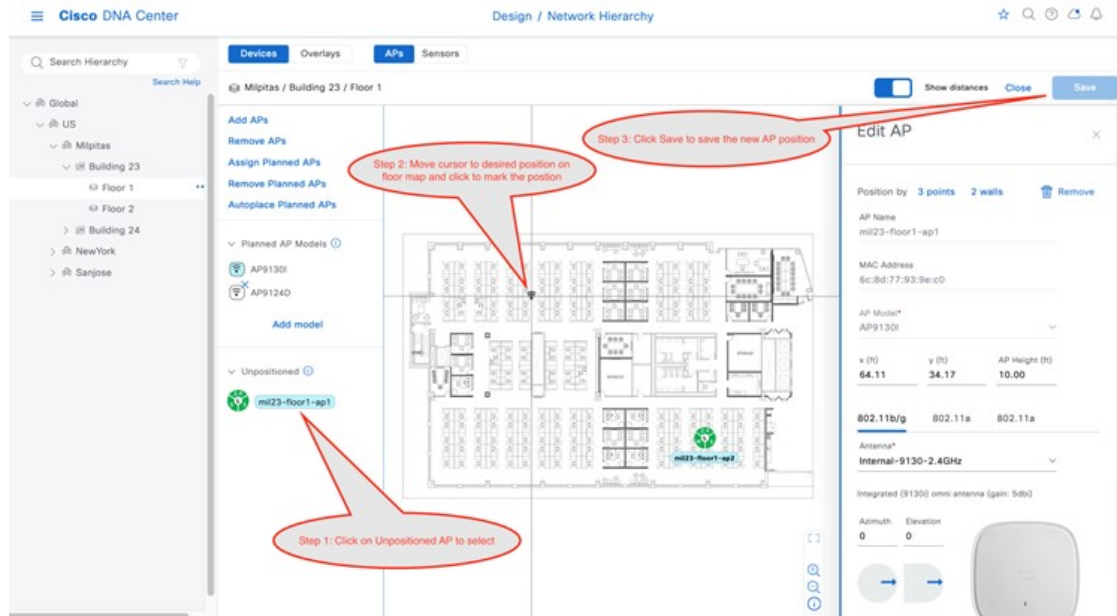 Cisco DNA Center
Design / Network Hierarchy
Search Hierarchy
Search Help
Global
US
Milpitas
Building 23
Floor 1
Floor 2
Building 24
NewYork
Sanjose
Devices
Overlays
APs
Sensors
Milpitas / Building 23 / Floor 1
Show distances
Close
Save
Add APs
Remove APs
Assign Planned APs
Remove Planned APs
Autoplace Planned APs
Planned AP Models
AP9130I
AP9124D
Add model
Unpositioned
mil23-floor1-ap1
Step 1: Click on Unpositioned AP to select
Step 2: Move cursor to desired position on
floor map and click to mark the postion
Step 3: Click Save to save the new AP position
mil23-floor1-ap2
Edit AP
Position by 3 points 2 walls
Remove
AP Name
mil23-floor1-ap1
MAC Address
6c:8d:77:93:9e:c0
AP Model*
AP9130I
x (ft) y (ft) AP Height (ft)
64.11 34.17 10.00
802.11b/g 802.11a 802.11a
Antenna*
Internal-9130-2.4GHz
Integrated (9130i) omni antenna (gain: 5dbi)
Azimuth Elevation
0 0